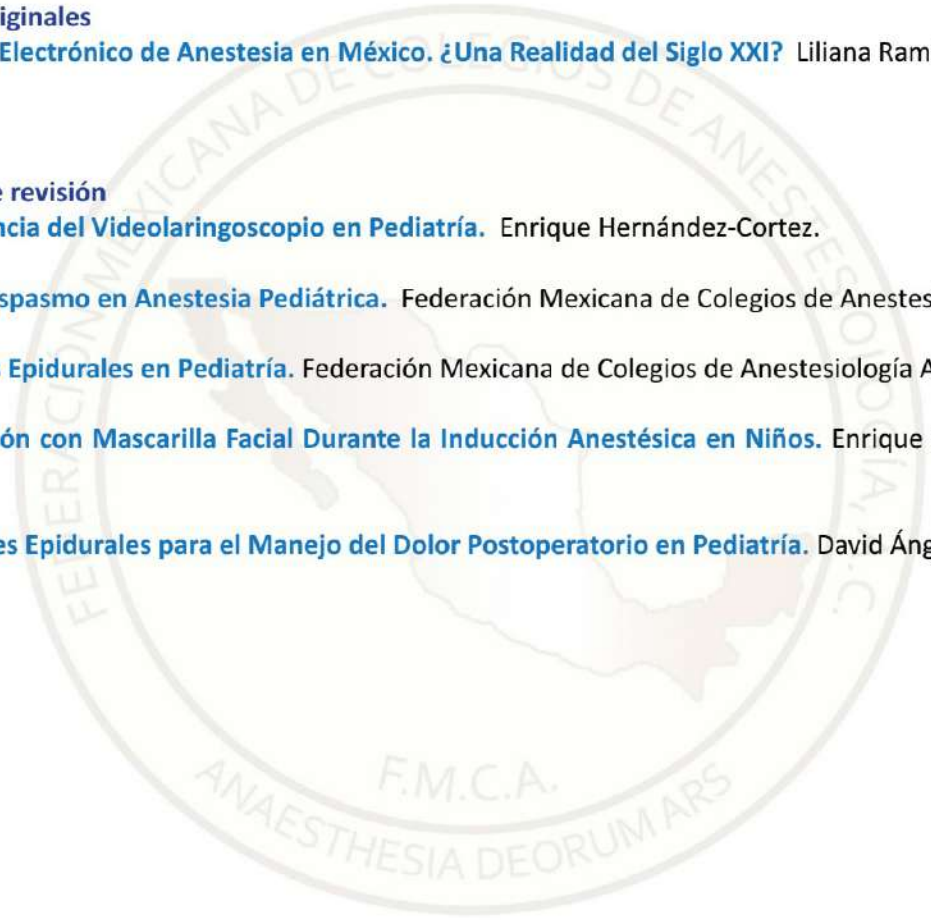 iginales
Electrónico de Anestesia en México. ¿Una Realidad del Siglo XXI? Liliana Ram
e revisión
ncia del Videolaringoscopio en Pediatría. Enrique Hernández-Cortez.
spasmo en Anestesia Pediátrica. Federación Mexicana de Colegios de Anestes
s Epidurales en Pediatría. Federación Mexicana de Colegios de Anestesiología A
ón con Mascarilla Facial Durante la Inducción Anestésica en Niños. Enrique
es Epidurales para el Manejo del Dolor Postoperatorio en Pediatría. David Áng
FEDERACIÓN MEXICANA DE COLEGIOS DE ANESTESIOLOGÍA, A.C.
F.M.C.A.
ANAESTHESIA DEORUM ARS